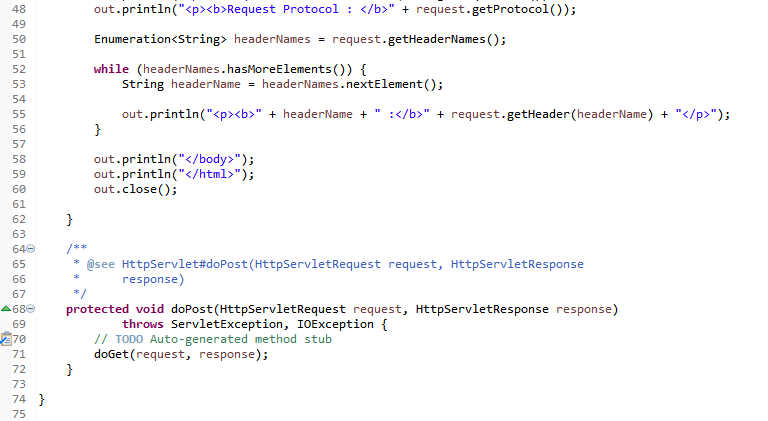 48 out.println("<p><b>Request Protocol : </b>" + request.getProtocol());
49
50 Enumeration<String> headerNames = request.getHeaderNames();
51
52 while (headerNames.hasMoreElements()) {
53 String headerName = headerNames.nextElement();
54
55 out.println("<p><b>" + headerName + " :</b>" + request.getHeader(headerName) + "</p>");
56 }
57
58 out.println("</body>");
59 out.println("</html>");
60 out.close();
61
62 }
63
64 /**
65 * @see HttpServlet#doPost(HttpServletRequest request, HttpServletResponse
66 * response)
67 */
68 protected void doPost(HttpServletRequest request, HttpServletResponse response)
69 throws ServletException, IOException {
70 // TODO Auto-generated method stub
71 doGet(request, response);
72 }
73
74 }
75